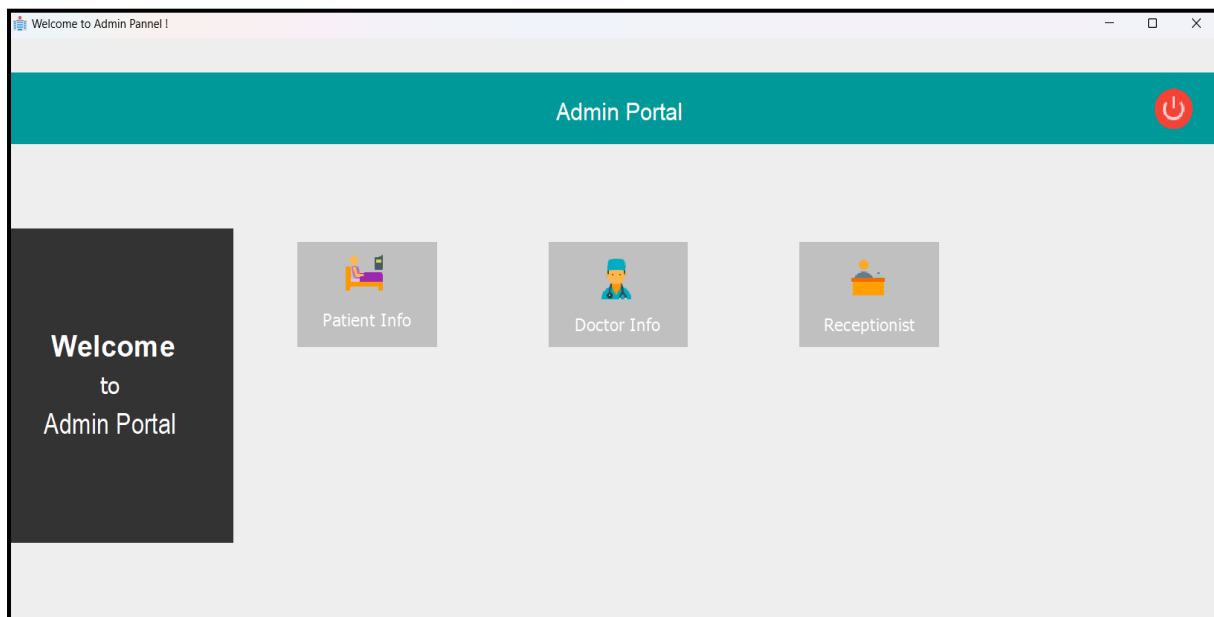 Welcome to Admin Pannel !
Admin Portal
Welcome
to
Admin Portal
Patient Info
Doctor Info
Receptionist